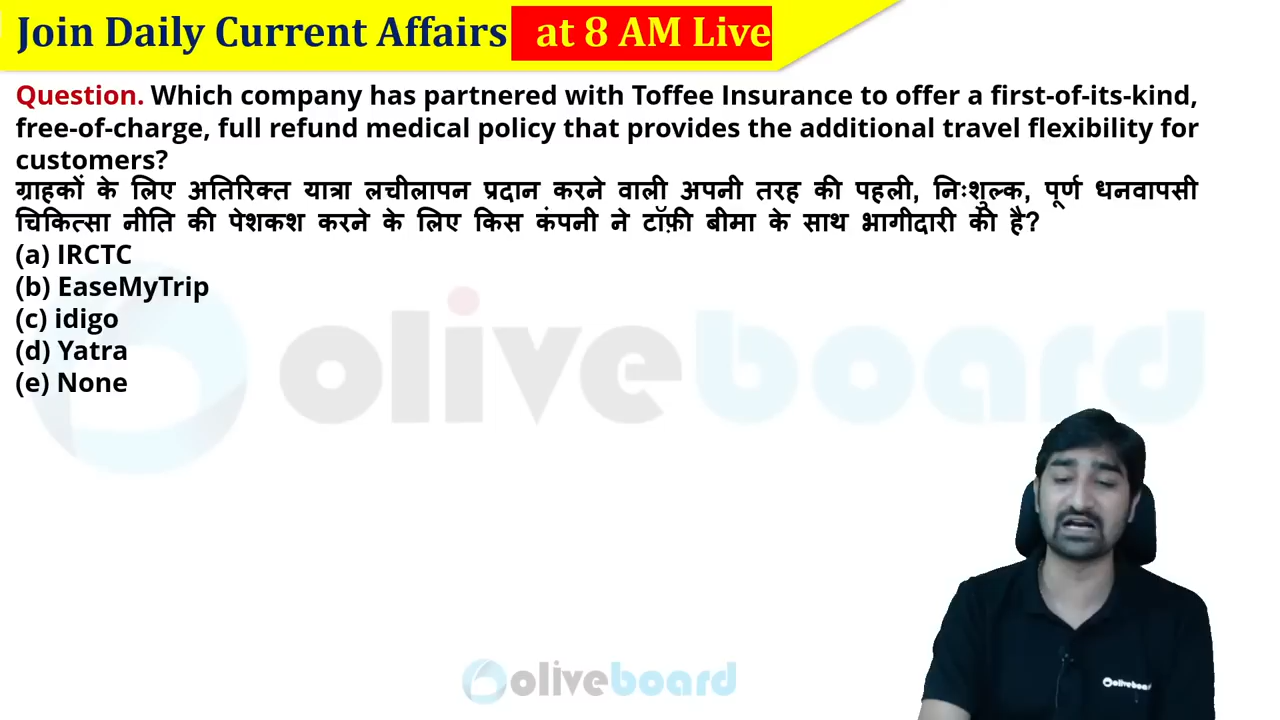 Join Daily Current Affairs at 8 AM Live
Question. Which company has partnered with Toffee Insurance to offer a first-of-its-kind,
free-of-charge, full refund medical policy that provides the additional travel flexibility for
customers?
ग्राहकों के लिए अतिरिक्त यात्रा लचीलापन प्रदान करने वाली अपनी तरह की पहली, निःशुल्क, पूर्ण धनवापसी
चिकित्सा नीति की पेशकश करने के लिए किस कंपनी ने टॉफ़ी बीमा के साथ भागीदारी की है?
(a) IRCTC
(b) EaseMyTrip
(c) idigo
(d) Yatra
(e) None
oliveboard
oliveboard
oliveboard